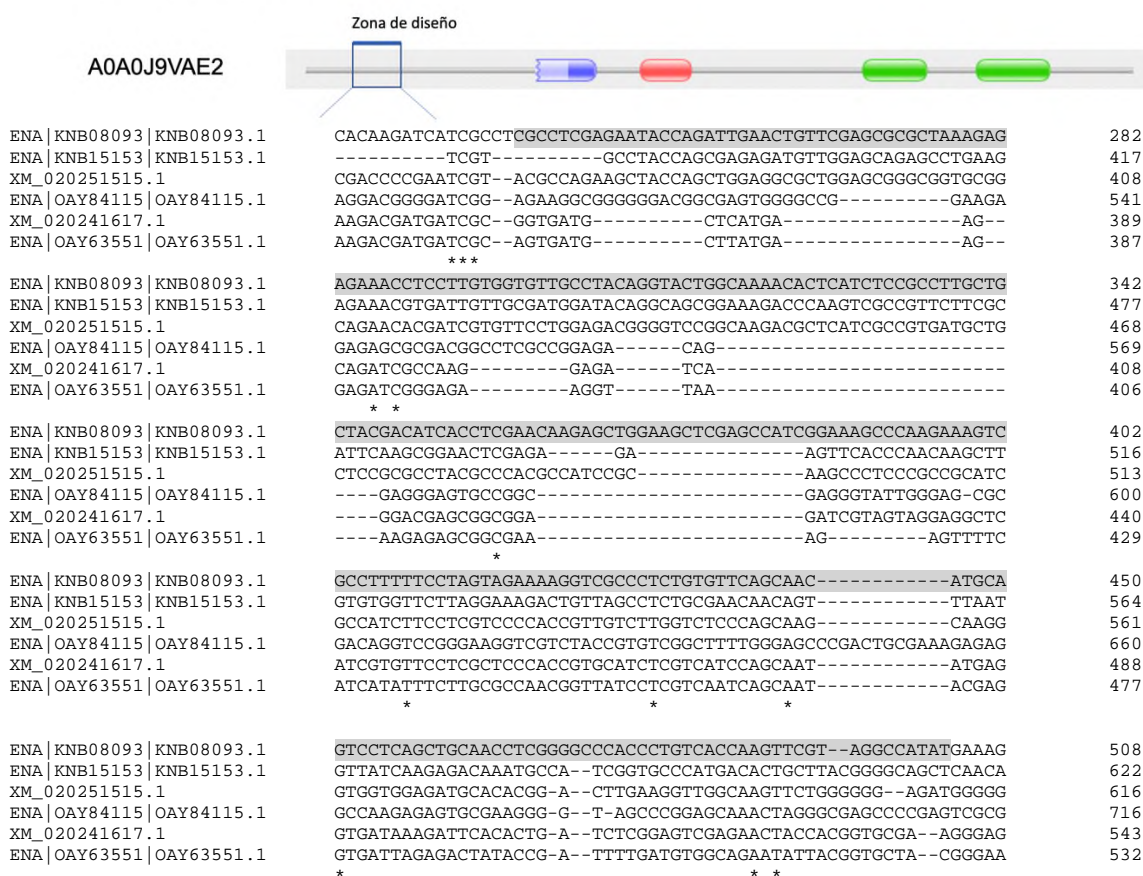 Zona de diseño
A0A0J9VAE2
ENA|KNB08093|KNB08093.1 CACAAGATCATCGCCTCGCCTCGAGAATACCAGATTGAACTGTTCGAGCGCGCTAAAGAG 282
ENA|KNB15153|KNB15153.1 ----------TCGT----------GCCTACCAGCGAGAGATGTTGGAGCAGAGCCTGAAG 417
XM_020251515.1 CGACCCCGAATCGT--ACGCCAGAAGCTACCAGCTGGAGGCGCTGGAGCGGGCGGTGCGG 408
ENA|OAY84115|OAY84115.1 AGGACGGGGATCGG--AGAAGGCGGGGGGACGGCGAGTGGGGCCG----------GAAGA 541
XM_020241617.1 AAGACGATGATCGC--GGTGATG----------CTCATGA---------------AG-- 389
ENA|OAY63551|OAY63551.1 AAGACGATGATCGC--AGTGATG----------CTTATGA---------------AG-- 387
***
ENA|KNB08093|KNB08093.1 AGAAACCTCCTTGTGGTGTTGCCTACAGGTACTGGCAAAACACTCATCTCCGCCTTGCTG 342
ENA|KNB15153|KNB15153.1 AGAAACGTGATTGTTGCGATGGATACAGGCAGCGGAAAGACCCAAGTCGCCGTTCTTCGC 477
XM_020251515.1 CAGAACACGATCGTGTTCCTGGAGACGGGGTCCGGCAAGACGCTCATCGCCGTGATGCTG 468
ENA|OAY84115|OAY84115.1 GAGAGCGCGACGGCCTCGCCGGAGA------CAG-------------------------- 569
XM_020241617.1 CAGATCGCCAAG---------GAGA------TCA-------------------------- 408
ENA|OAY63551|OAY63551.1 GAGATCGGGAGA---------AGGT------TAA-------------------------- 406
* *
ENA|KNB08093|KNB08093.1 CTACGACATCACCTCGAACAAGAGCTGGAAGCTCGAGCCATCGGAAAGCCCAAGAAAGTC 402
ENA|KNB15153|KNB15153.1 ATTCAAGCGGAACTCGAGA------GA---------------AGTTCACCCAACAAGCTT 516
XM_020251515.1 CTCCGCGCCTACGCCCACGCCATCCGC---------------AAGCCCTCCCGCCGCATC 513
ENA|OAY84115|OAY84115.1 ----GAGGGAGTGCCGGC------------------------GAGGGTATTGGGAG-CGC 600
XM_020241617.1 ----GGACGAGCGGCGGA------------------------GATCGTAGTAGGAGGCTC 440
ENA|OAY63551|OAY63551.1 ----AAGAGAGCGGCGAA------------------------AG---------AGTTTTC 429
*
ENA|KNB08093|KNB08093.1 GCCTTTTTCCTAGTAGAAAAGGTCGCCCTCTGTGTTCAGCAAC------------ATGCA 450
ENA|KNB15153|KNB15153.1 GTGTGGTTCTTAGGAAAGACTGTTAGCCTCTGCGAACAACAGT------------TTAAT 564
XM_020251515.1 GCCATCTTCCTCGTCCCCACCGTTGTCTTGGTCTCCCAGCAAG------------CAAGG 561
ENA|OAY84115|OAY84115.1 GACAGGTCCGGGAAGGTCGTCTACCGTGTCGGCTTTTGGGAGCCCGACTGCGAAAGAGAG 660
XM_020241617.1 ATCGTGTTCCTCGCTCCCACCGTGCATCTCGTCATCCAGCAAT------------ATGAG 488
ENA|OAY63551|OAY63551.1 ATCATATTTCTTGCGCCAACGGTTATCCTCGTCAATCAGCAAT------------ACGAG 477
* * *
ENA|KNB08093|KNB08093.1 GTCCTCAGCTGCAACCTCGGGGCCCACCCTGTCACCAAGTTCGT--AGGCCATATGAAAG 508
ENA|KNB15153|KNB15153.1 GTTATCAAGAGACAAATGCCA--TCGGTGCCCATGACACTGCTTACGGGGCAGCTCAACA 622
XM_020251515.1 GTGGTGGAGATGCACACGG-A--CTTGAAGGTTGGCAAGTTCTGGGGGG--AGATGGGGG 616
ENA|OAY84115|OAY84115.1 GCCAAGAGAGTGCGAAGGG-G--T-AGCCCGGAGCAAACTAGGGCGAGCCCCGAGTCGCG 716
XM_020241617.1 GTGATAAAGATTCACACTG-A--TCTCGGAGTCGAGAACTACCACGGTGCGA--AGGGAG 543
ENA|OAY63551|OAY63551.1 GTGATTAGAGACTATACCG-A--TTTTGATGTGGCAGAATATTACGGTGCTA--CGGGAA 532
* * *